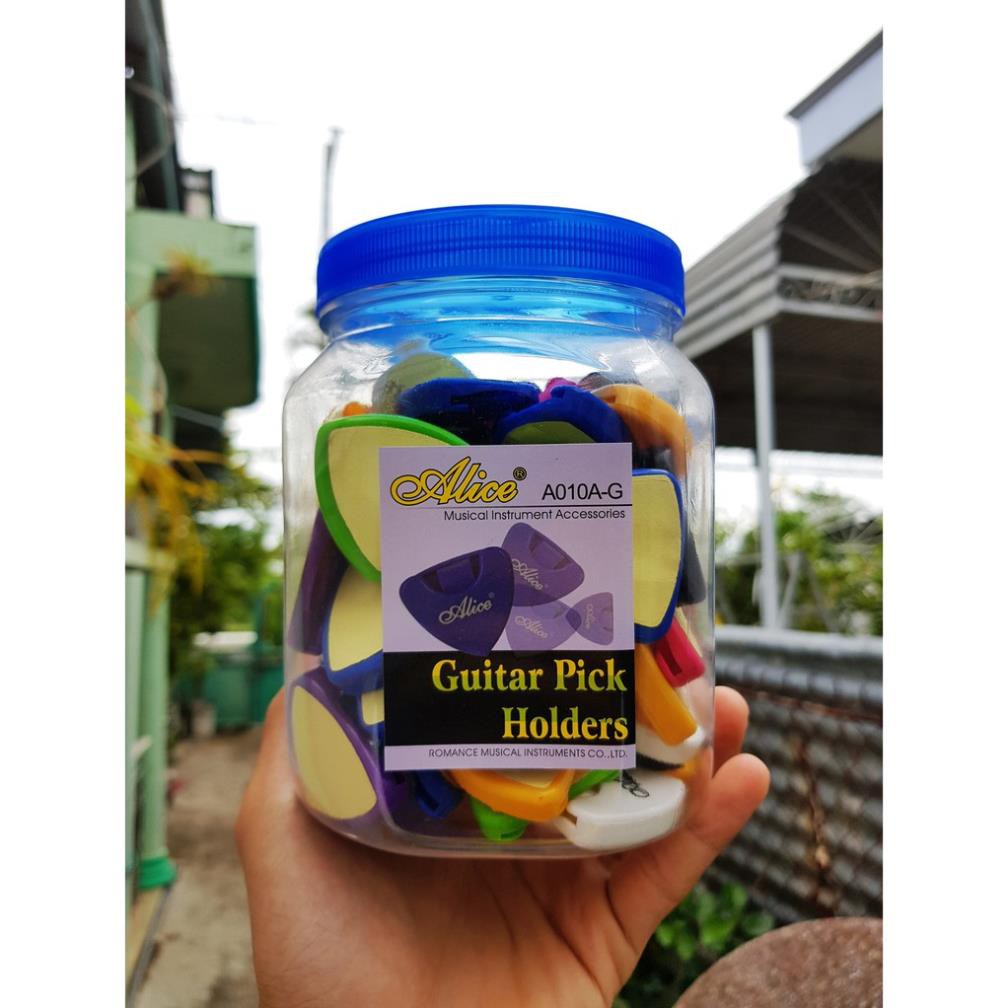 Alice® A010A-G
Musical Instrument Accessories
Alice
Alice®
Alice
Guitar Pick
Holders
ROMANCE MUSICAL INSTRUMENTS CO.,LTD.